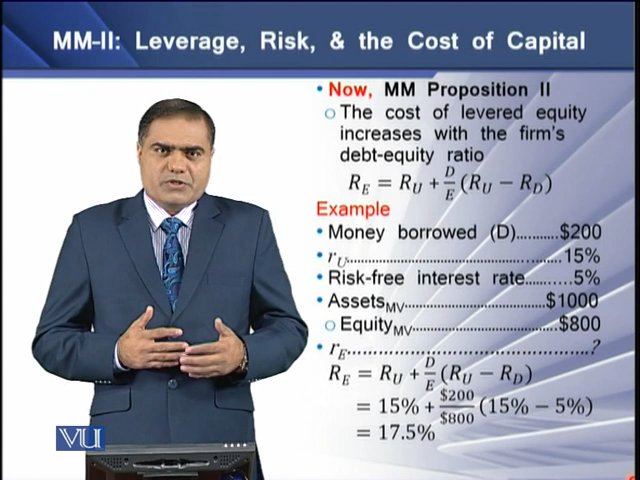 MM–II: Leverage, Risk, & the Cost of Capital
• Now, MM Proposition II
○ The cost of levered equity
increases with the firm's
debt-equity ratio
R_E = R_U + D/E (R_U − R_D)
Example
• Money borrowed (D)..........$200
• r_U......................................................15%
• Risk-free interest rate.........5%
• Assets_MV.................................$1000
○ Equity_MV..................................$800
• r_E...............................................?
R_E = R_U + D/E (R_U − R_D)
= 15% + $200/$800 (15% − 5%)
= 17.5%
VU